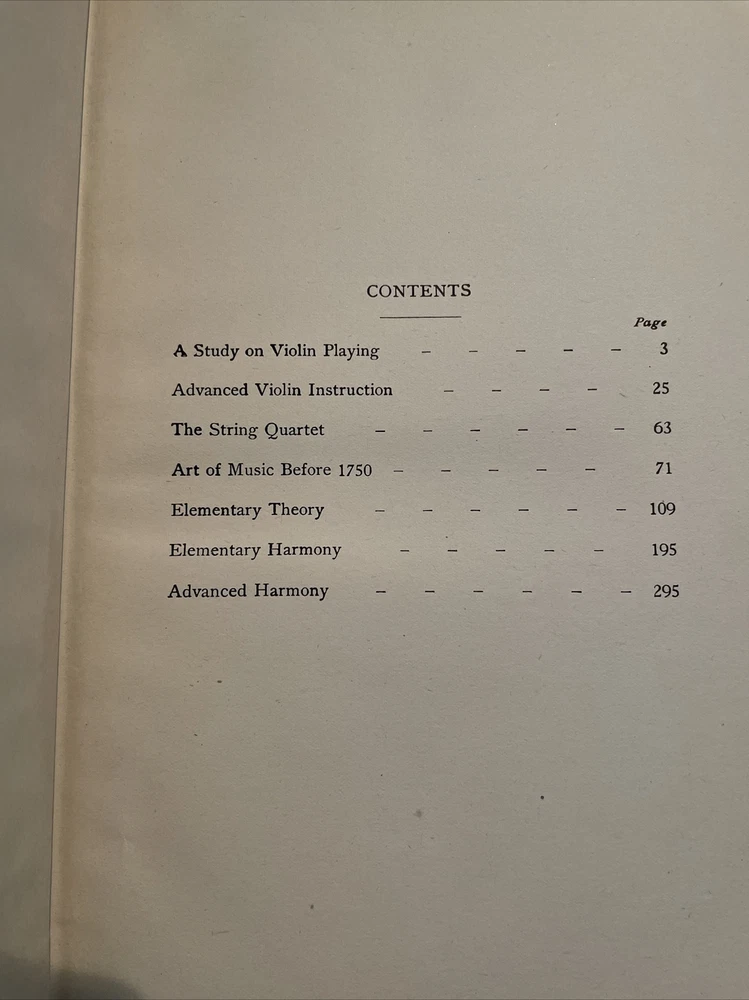 CONTENTS
Page
A Study on Violin Playing – – – – – 3
Advanced Violin Instruction – – – – 25
The String Quartet – – – – – – 63
Art of Music Before 1750 – – – – – 71
Elementary Theory – – – – – – 109
Elementary Harmony – – – – – 195
Advanced Harmony – – – – – – 295